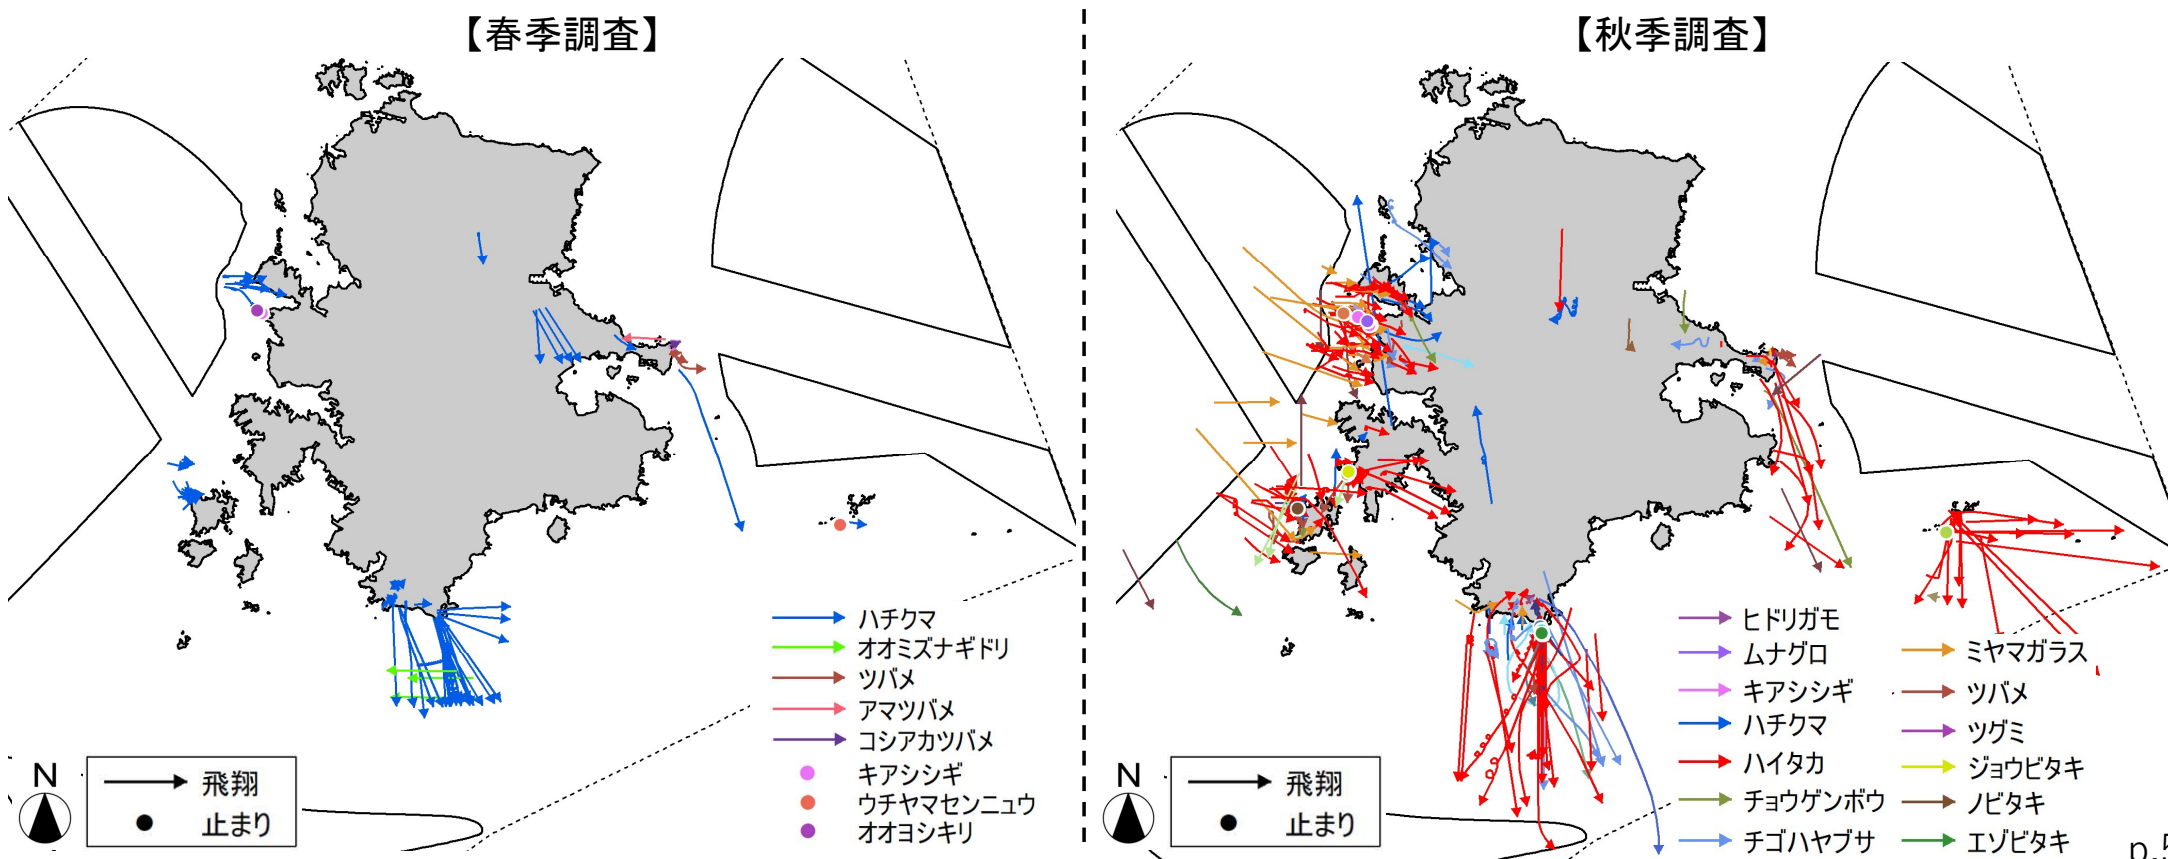 【春季調査】
ハチクマ
オオミズナギドリ
ツバメ
アマツバメ
コシアカツバメ
キアシシギ
ウチヤマセンニュウ
オオヨシキリ
N
飛翔
止まり
【秋季調査】
ヒドリガモ
ムナグロ
キアシシギ
ハチクマ
ハイタカ
チョウゲンボウ
チゴハヤブサ
ミヤマガラス
ツバメ
ツグミ
ジョウビタキ
ノビタキ
エゾビタキ
N
飛翔
止まり